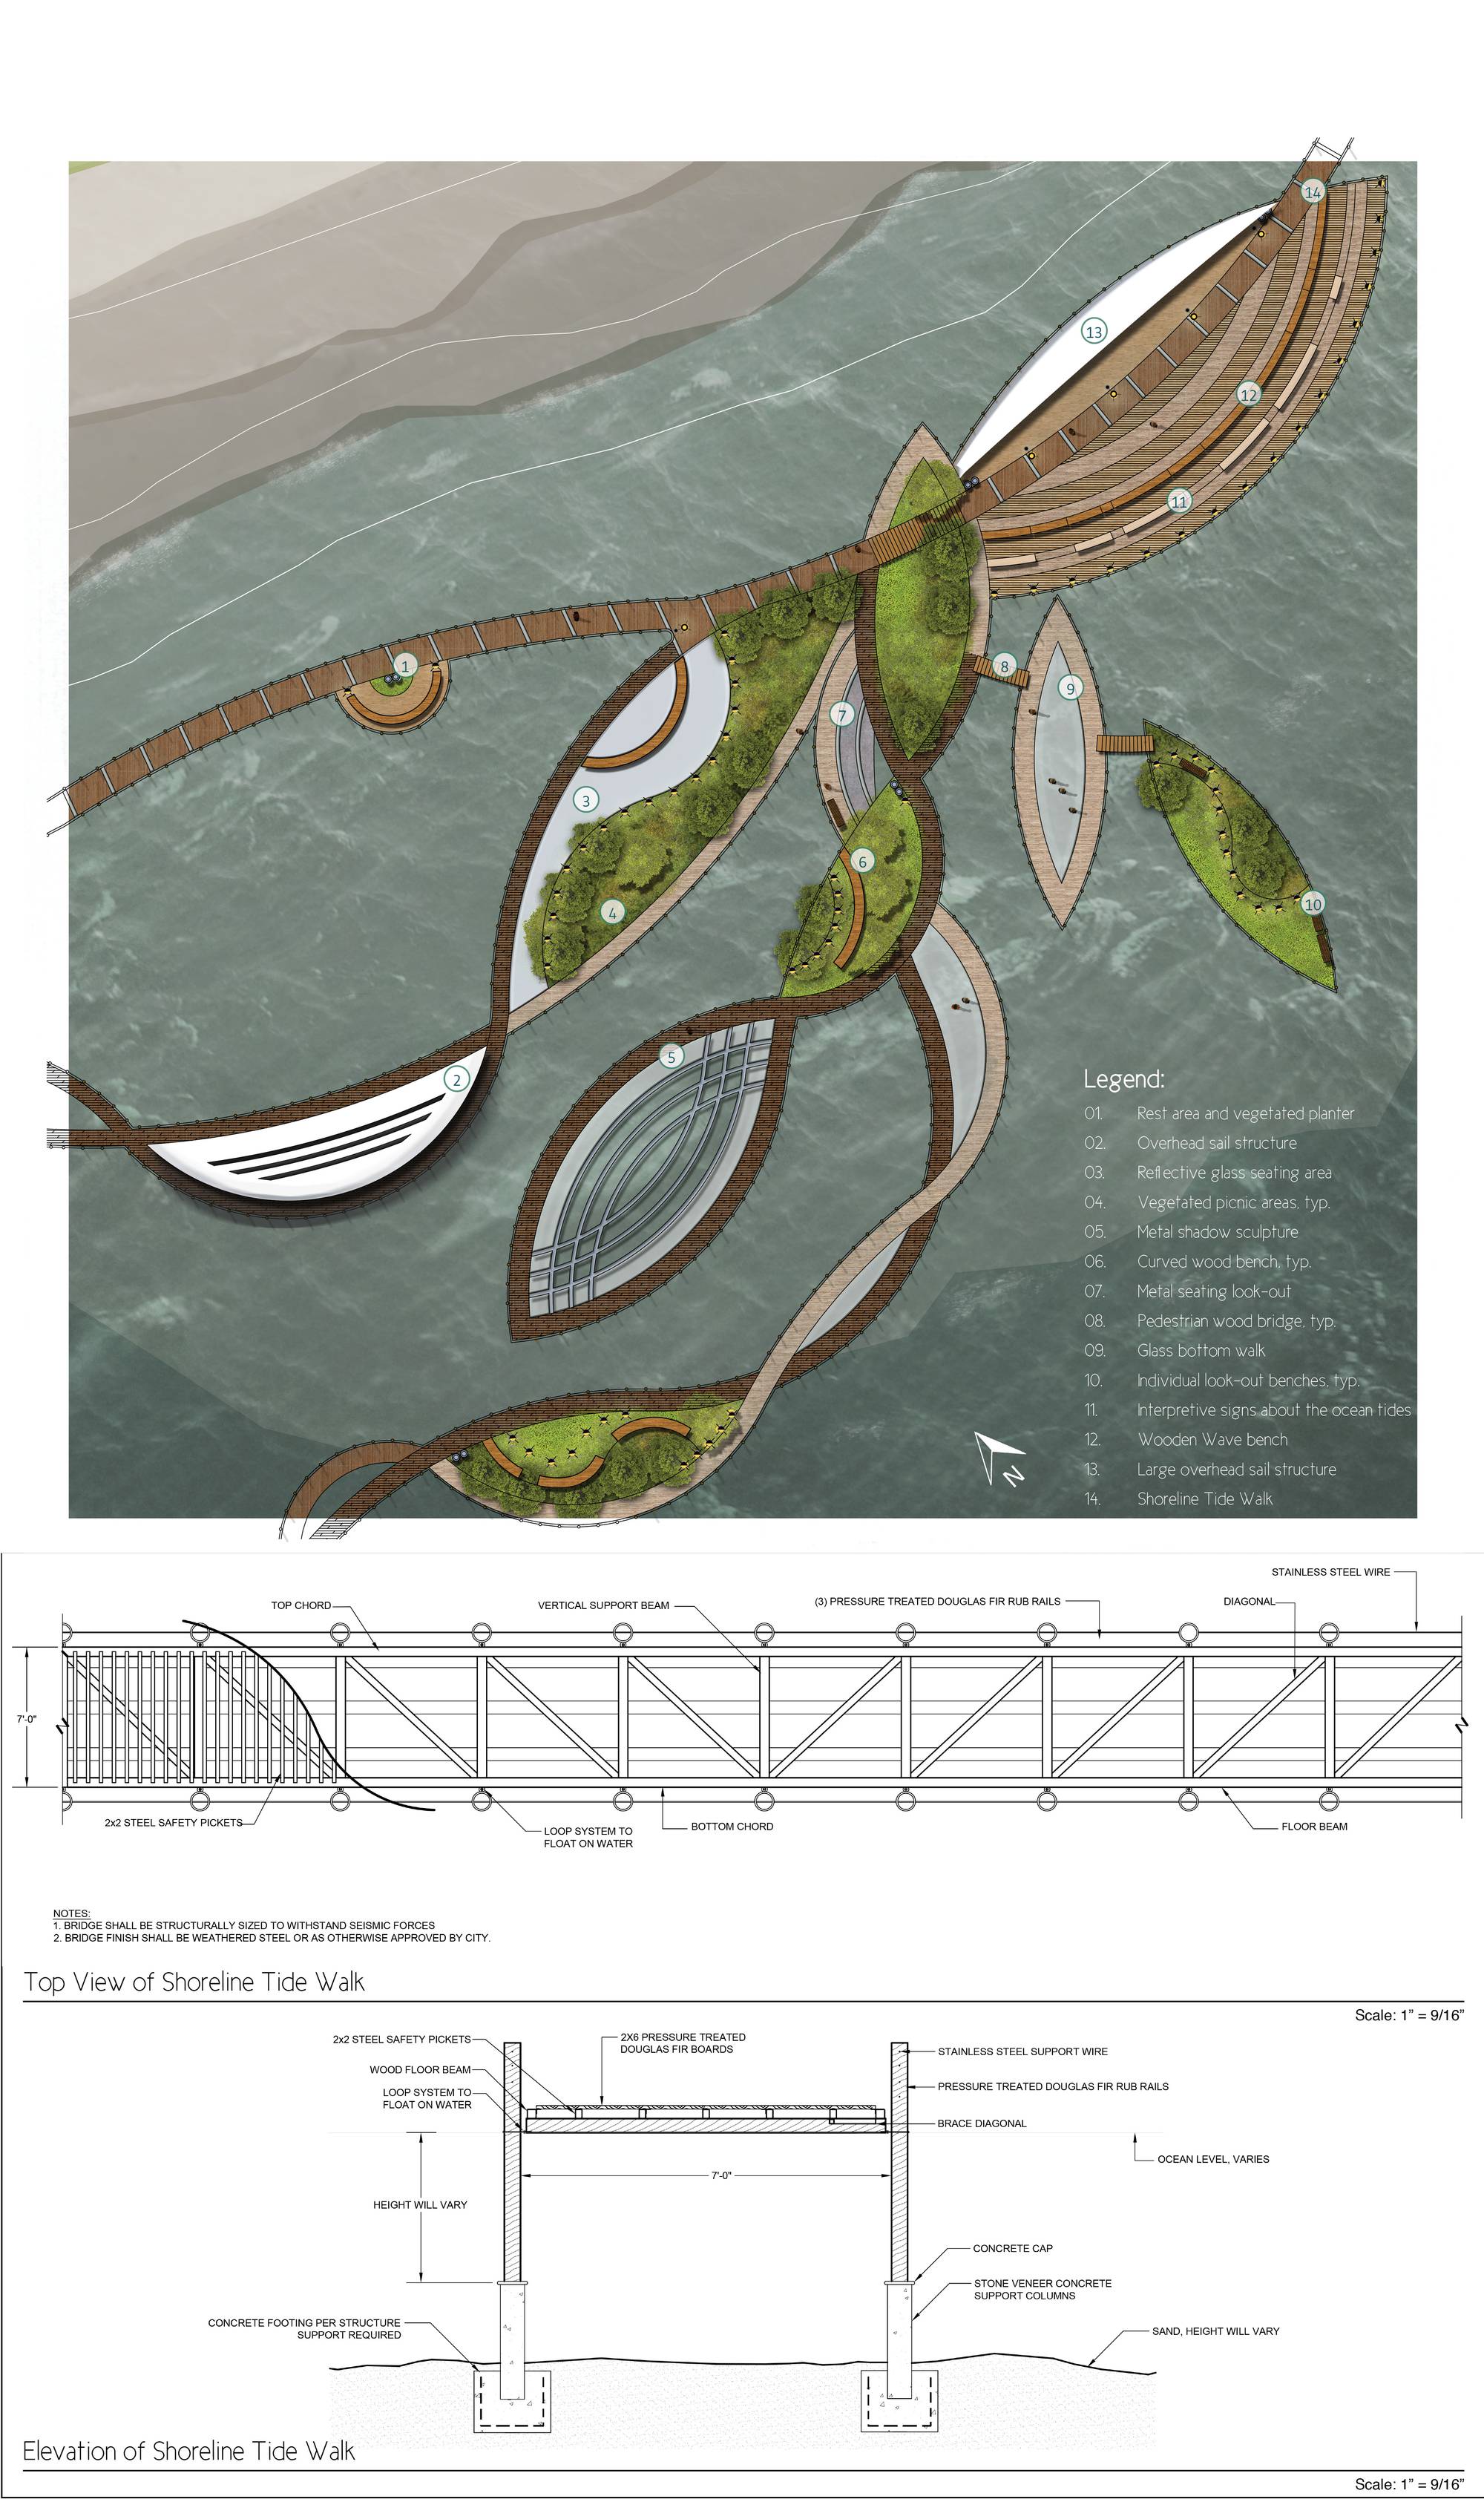 14
13
12
11
1
8
9
7
3
6
10
4
5
2
Legend:
01. Rest area and vegetated planter
02. Overhead sail structure
03. Reflective glass seating area
04. Vegetated picnic areas, typ.
05. Metal shadow sculpture
06. Curved wood bench, typ.
07. Metal seating look-out
08. Pedestrian wood bridge, typ.
09. Glass bottom walk
10. Individual look-out benches, typ.
11. Interpretive signs about the ocean tides
12. Wooden Wave bench
13. Large overhead sail structure
14. Shoreline Tide Walk
N
STAINLESS STEEL WIRE
TOP CHORD
VERTICAL SUPPORT BEAM
(3) PRESSURE TREATED DOUGLAS FIR RUB RAILS
DIAGONAL
7'-0"
2x2 STEEL SAFETY PICKETS
LOOP SYSTEM TO
FLOAT ON WATER
BOTTOM CHORD
FLOOR BEAM
NOTES:
1. BRIDGE SHALL BE STRUCTURALLY SIZED TO WITHSTAND SEISMIC FORCES
2. BRIDGE FINISH SHALL BE WEATHERED STEEL OR AS OTHERWISE APPROVED BY CITY.
Top View of Shoreline Tide Walk
Scale: 1” = 9/16”
2x2 STEEL SAFETY PICKETS
2X6 PRESSURE TREATED
DOUGLAS FIR BOARDS
STAINLESS STEEL SUPPORT WIRE
WOOD FLOOR BEAM
PRESSURE TREATED DOUGLAS FIR RUB RAILS
LOOP SYSTEM TO
FLOAT ON WATER
BRACE DIAGONAL
OCEAN LEVEL, VARIES
7'-0"
HEIGHT WILL VARY
CONCRETE CAP
STONE VENEER CONCRETE
SUPPORT COLUMNS
CONCRETE FOOTING PER STRUCTURE
SUPPORT REQUIRED
SAND, HEIGHT WILL VARY
Elevation of Shoreline Tide Walk
Scale: 1” = 9/16”